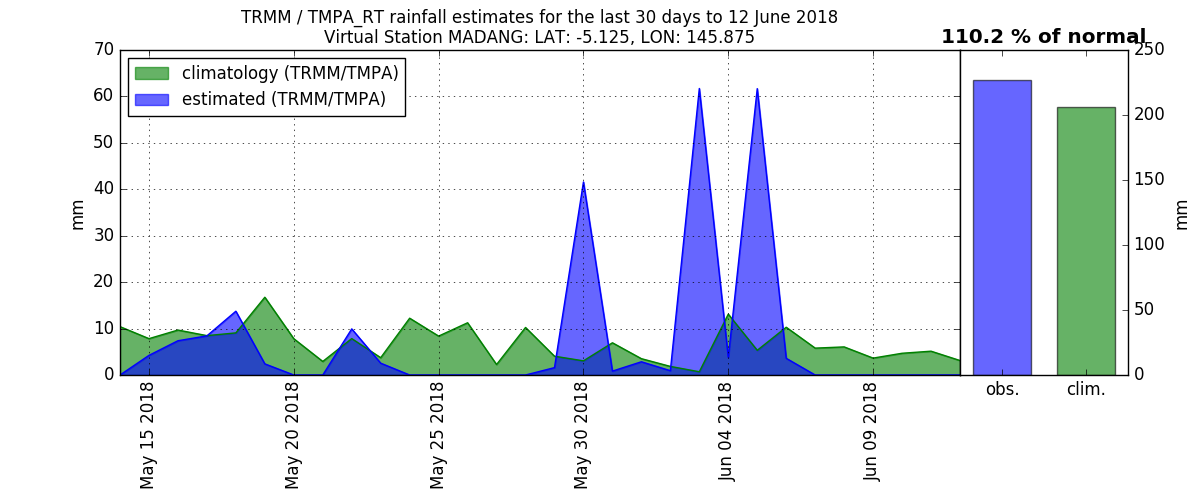 TRMM / TMPA_RT rainfall estimates for the last 30 days to 12 June 2018
Virtual Station MADANG: LAT: -5.125, LON: 145.875
110.2 % of normal
climatology (TRMM/TMPA)
estimated (TRMM/TMPA)
70
60
50
40
30
20
10
0
mm
May 15 2018
May 20 2018
May 25 2018
May 30 2018
Jun 04 2018
Jun 09 2018
obs.
clim.
250
200
150
100
50
0
mm